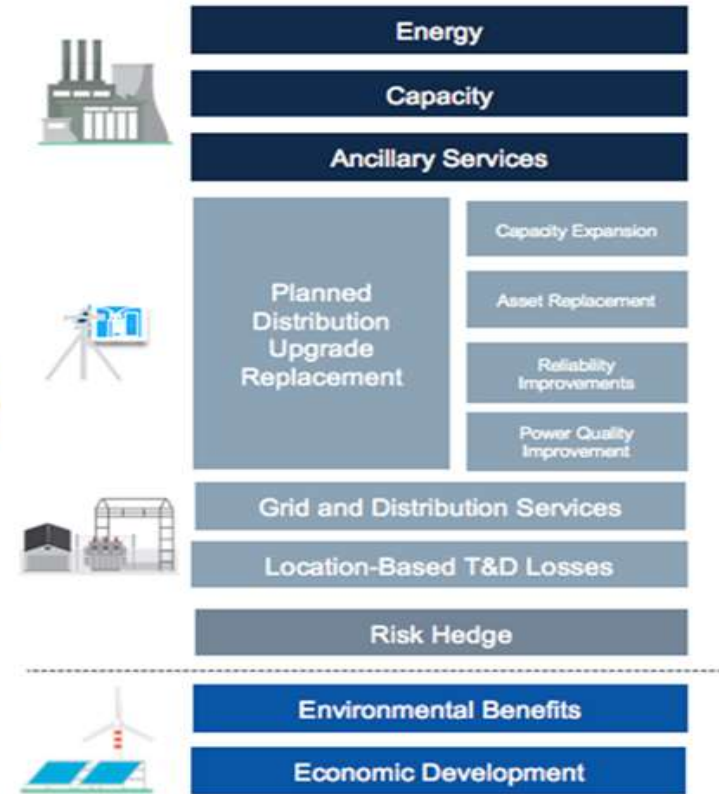 Energy
Capacity
Ancillary Services
Planned
Distribution
Upgrade
Replacement
Capacity Expansion
Asset Replacement
Reliability
Improvements
Power Quality
Improvement
Grid and Distribution Services
Location-Based T&D Losses
Risk Hedge
Environmental Benefits
Economic Development